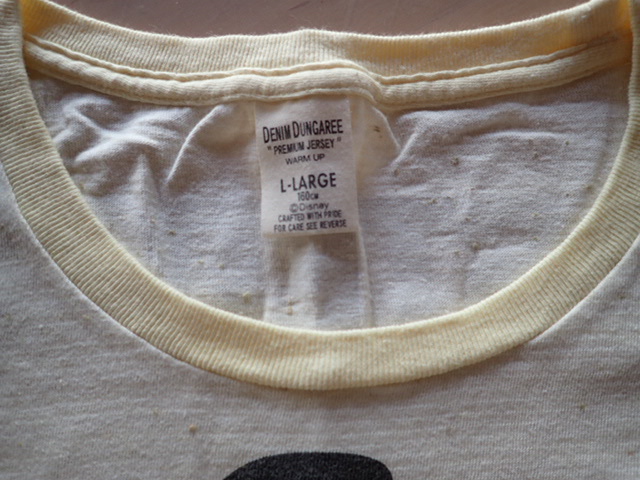 DENIM DUNGAREE
"PREMIUM JERSEY"
WARM UP
L-LARGE
160CM
©Disney
CRAFTED WITH PRIDE
FOR CARE SEE REVERSE